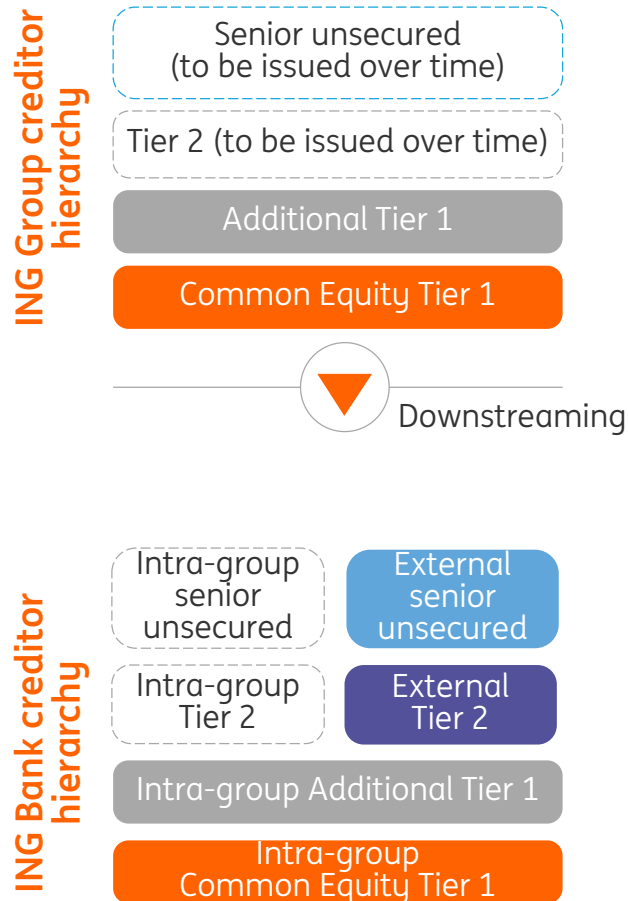 ING Group creditor
hierarchy
Senior unsecured
(to be issued over time)
Tier 2 (to be issued over time)
Additional Tier 1
Common Equity Tier 1
Downstreaming
ING Bank creditor
hierarchy
Intra-group
senior
unsecured
External
senior
unsecured
Intra-group
Tier 2
External
Tier 2
Intra-group Additional Tier 1
Intra-group
Common Equity Tier 1